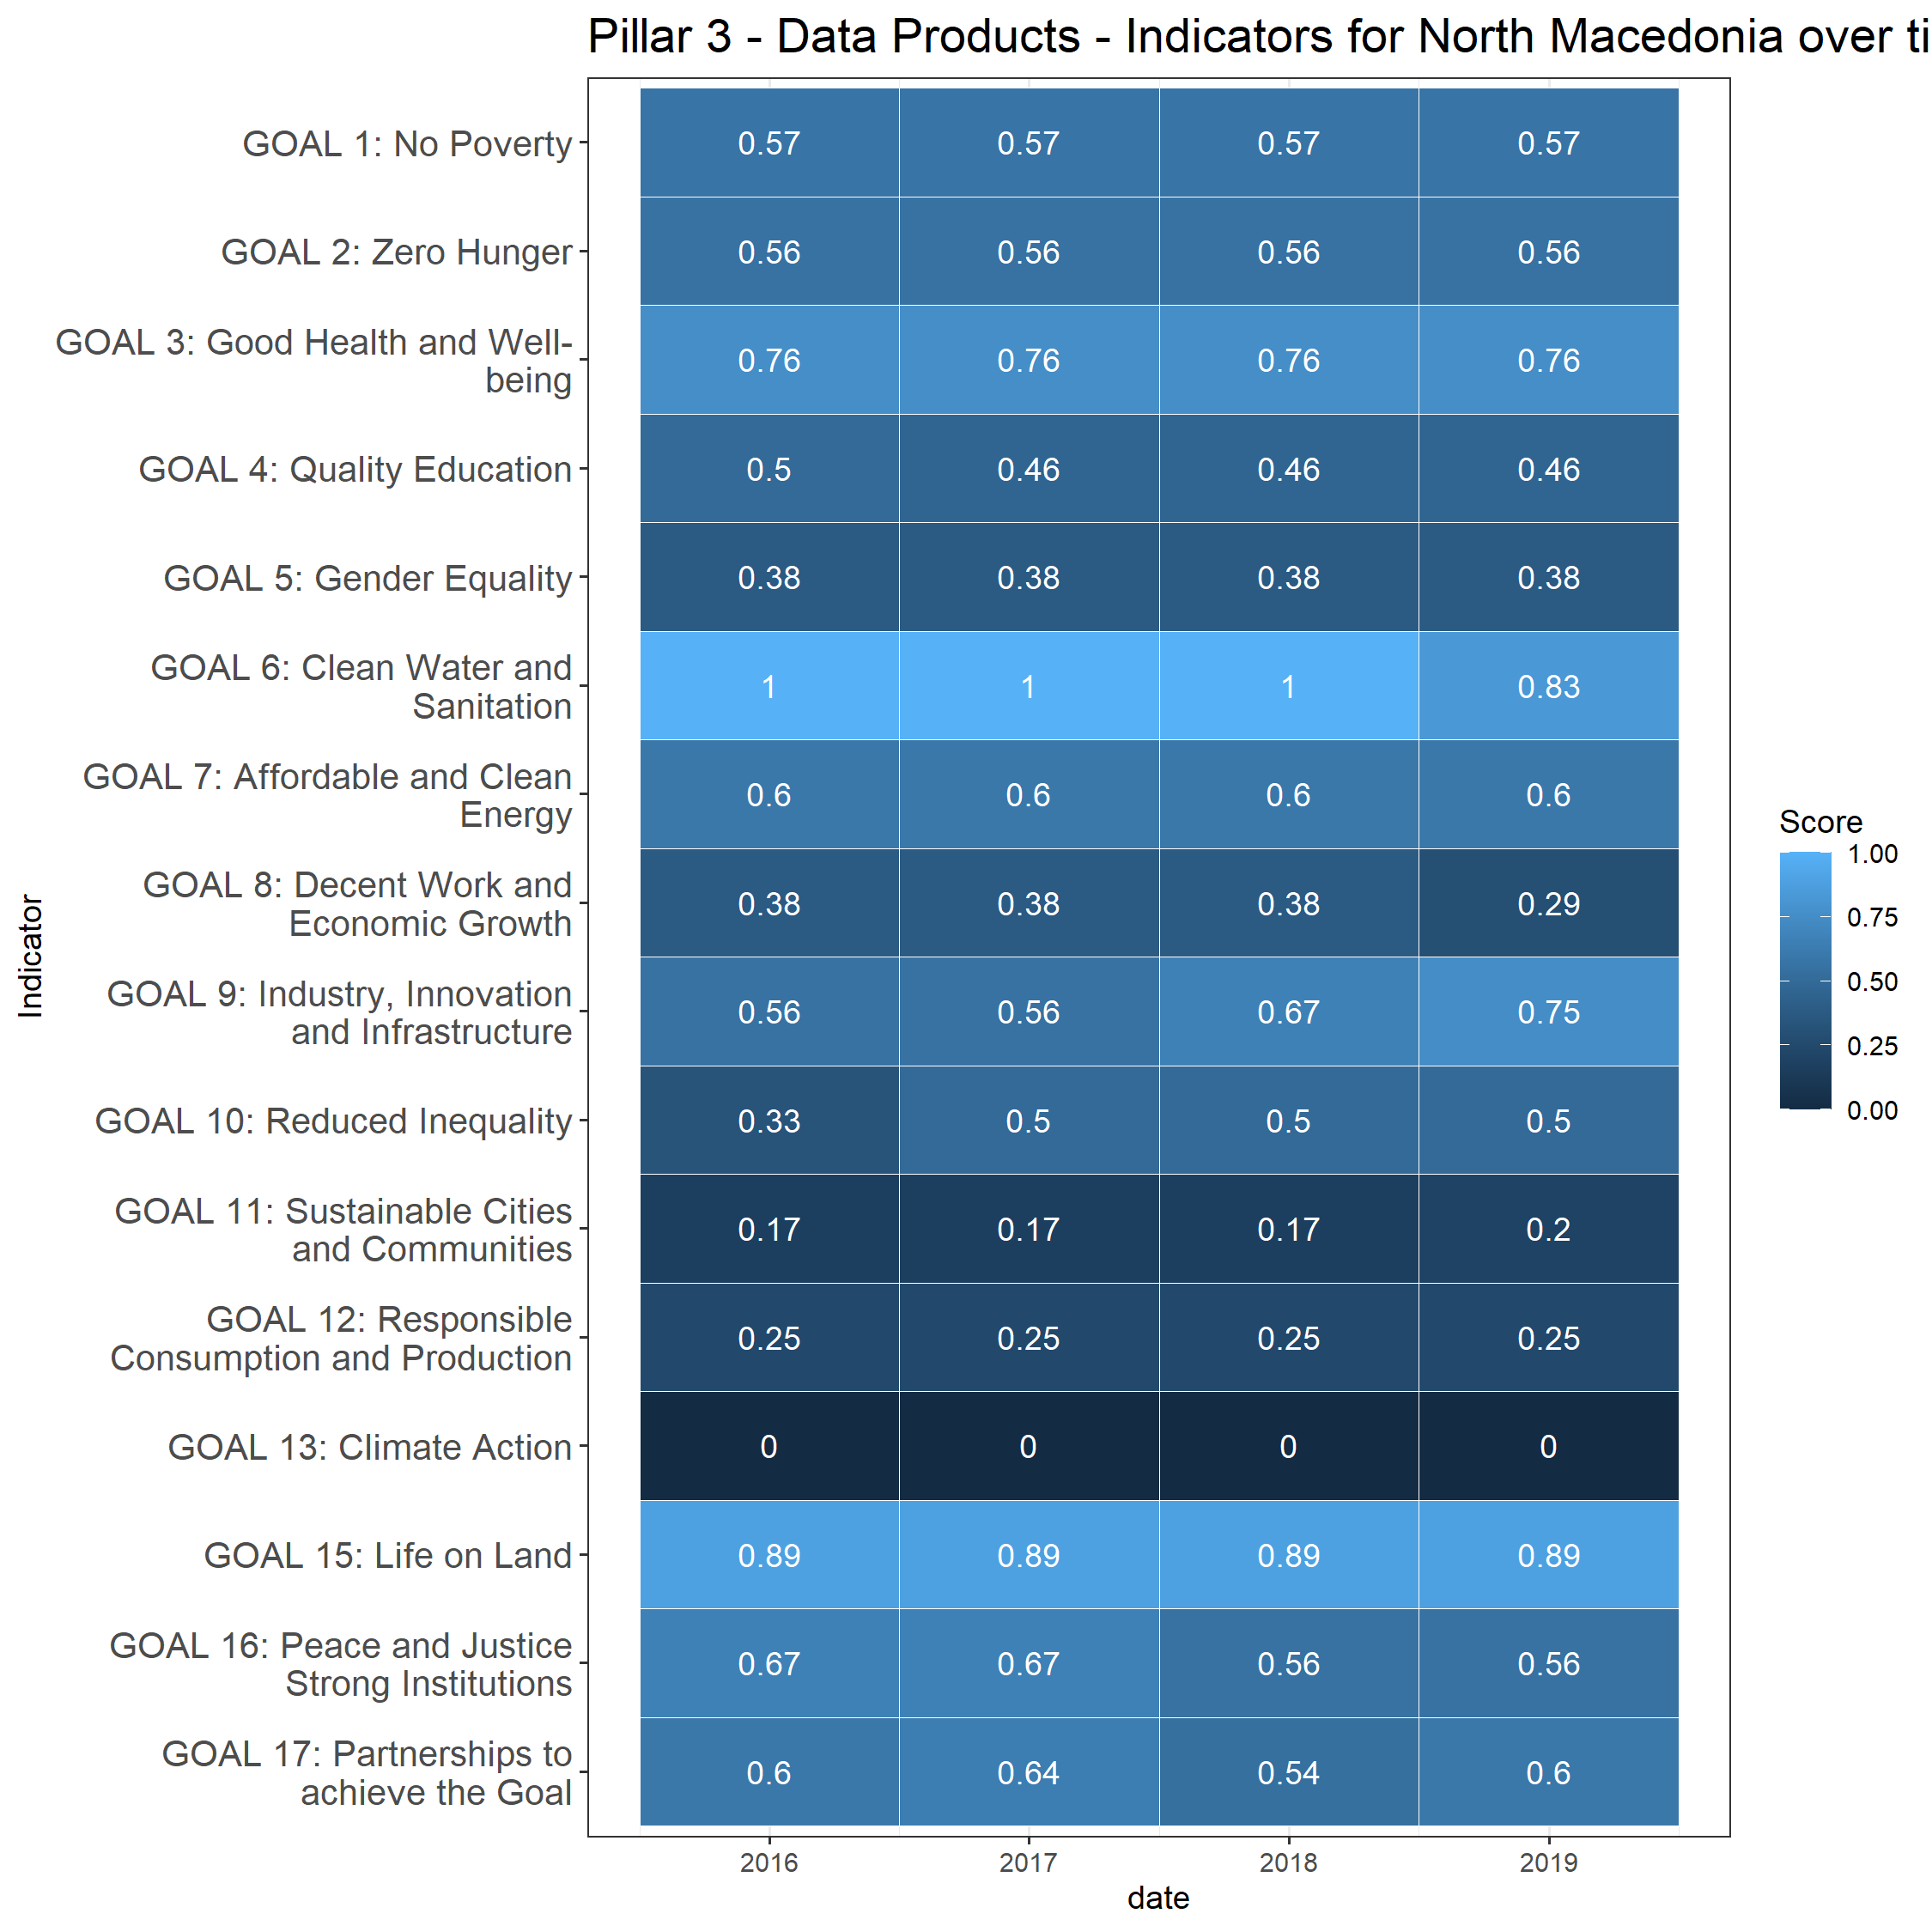 Pillar 3 - Data Products - Indicators for North Macedonia over ti
Indicator
GOAL 1: No Poverty
0.57 0.57 0.57 0.57
GOAL 2: Zero Hunger
0.56 0.56 0.56 0.56
GOAL 3: Good Health and Well-
being
0.76 0.76 0.76 0.76
GOAL 4: Quality Education
0.5 0.46 0.46 0.46
GOAL 5: Gender Equality
0.38 0.38 0.38 0.38
GOAL 6: Clean Water and
Sanitation
1 1 1 0.83
GOAL 7: Affordable and Clean
Energy
0.6 0.6 0.6 0.6
GOAL 8: Decent Work and
Economic Growth
0.38 0.38 0.38 0.29
GOAL 9: Industry, Innovation
and Infrastructure
0.56 0.56 0.67 0.75
GOAL 10: Reduced Inequality
0.33 0.5 0.5 0.5
GOAL 11: Sustainable Cities
and Communities
0.17 0.17 0.17 0.2
GOAL 12: Responsible
Consumption and Production
0.25 0.25 0.25 0.25
GOAL 13: Climate Action
0 0 0 0
GOAL 15: Life on Land
0.89 0.89 0.89 0.89
GOAL 16: Peace and Justice
Strong Institutions
0.67 0.67 0.56 0.56
GOAL 17: Partnerships to
achieve the Goal
0.6 0.64 0.54 0.6
2016 2017 2018 2019
date
Score
1.00
0.75
0.50
0.25
0.00